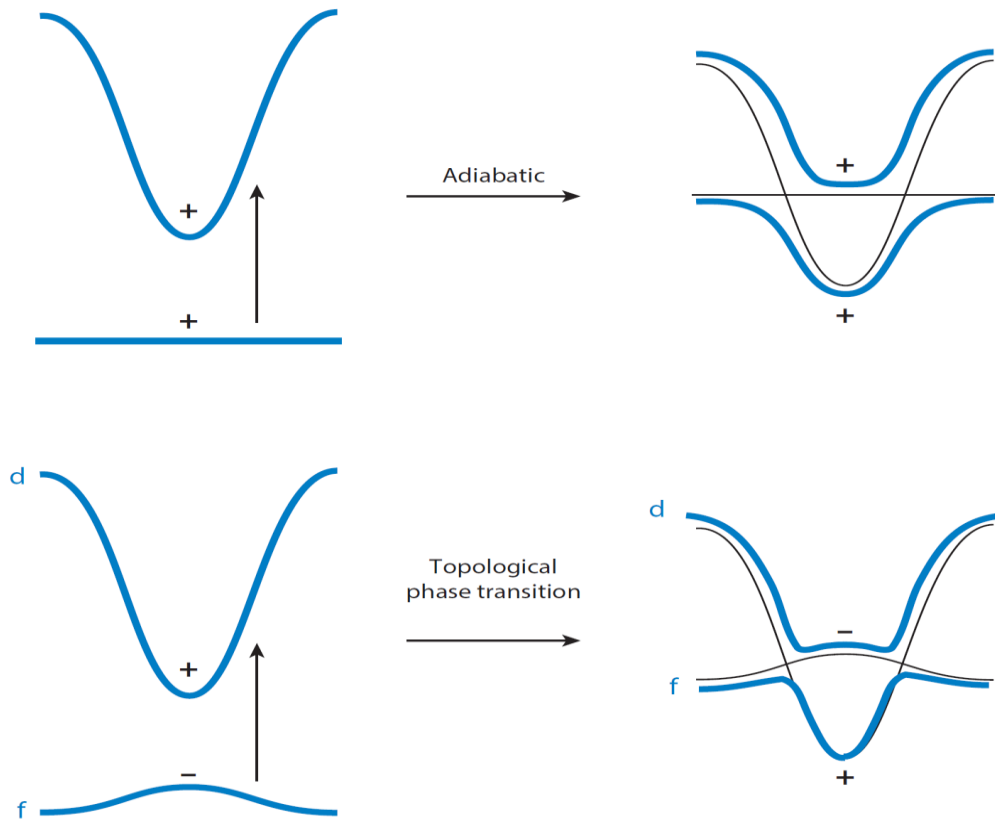 +
+
Adiabatic
+
+
d
+
−
f
Topological
phase transition
d
−
f
+